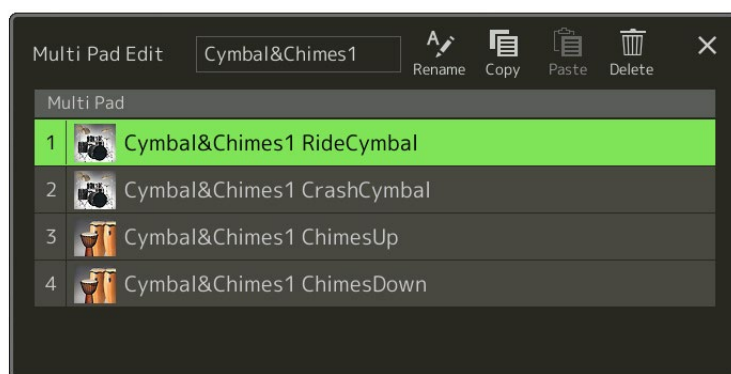 Multi Pad Edit Cymbal&Chimes1 Rename Copy Paste Delete
Multi Pad
1 Cymbal&Chimes1 RideCymbal
2 Cymbal&Chimes1 CrashCymbal
3 Cymbal&Chimes1 ChimesUp
4 Cymbal&Chimes1 ChimesDown